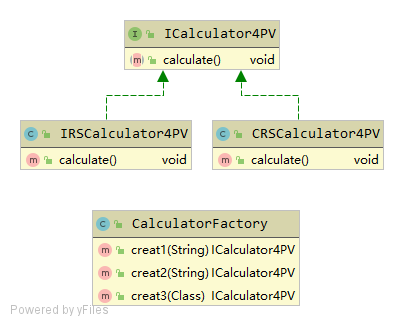 I ICalculator4PV
m calculate() void
C IRSCalculator4PV
m calculate() void
C CRSCalculator4PV
m calculate() void
C CalculatorFactory
m creat1(String) ICalculator4PV
m creat2(String) ICalculator4PV
m creat3(Class) ICalculator4PV
Powered by yFiles